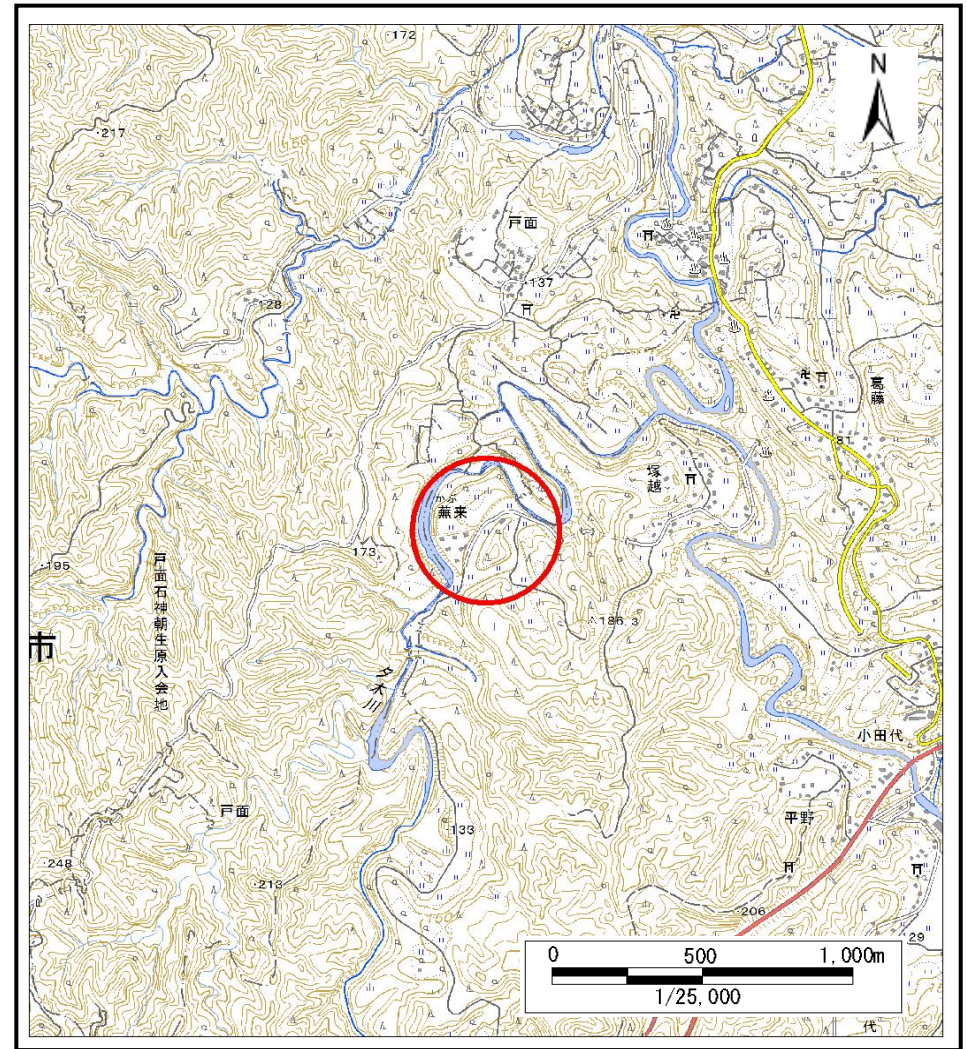 172
N
217
戸面
137
128
葛藤
81
塚越
かぶ
蕪来
173
195
戸面石神朝生原入会地
186.3
市
夕木川
小田代
戸面
133
平野
248
213
206
29
0 500 1,000m
1/25,000
代